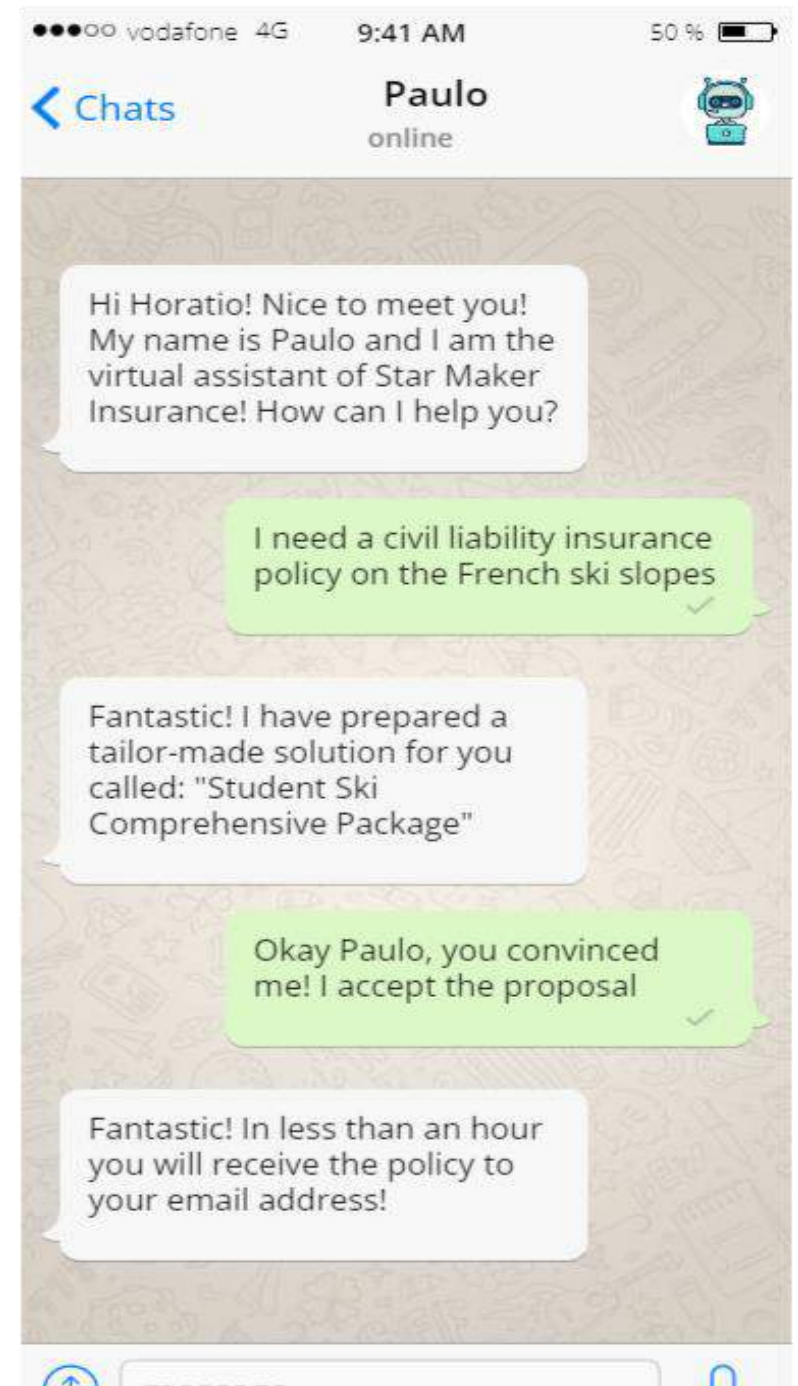 vodafone 4G 9:41 AM 50 %
Chats Paulo
online
Hi Horatio! Nice to meet you!
My name is Paulo and I am the
virtual assistant of Star Maker
Insurance! How can I help you?
I need a civil liability insurance
policy on the French ski slopes
Fantastic! I have prepared a
tailor-made solution for you
called: "Student Ski
Comprehensive Package"
Okay Paulo, you convinced
me! I accept the proposal
Fantastic! In less than an hour
you will receive the policy to
your email address!